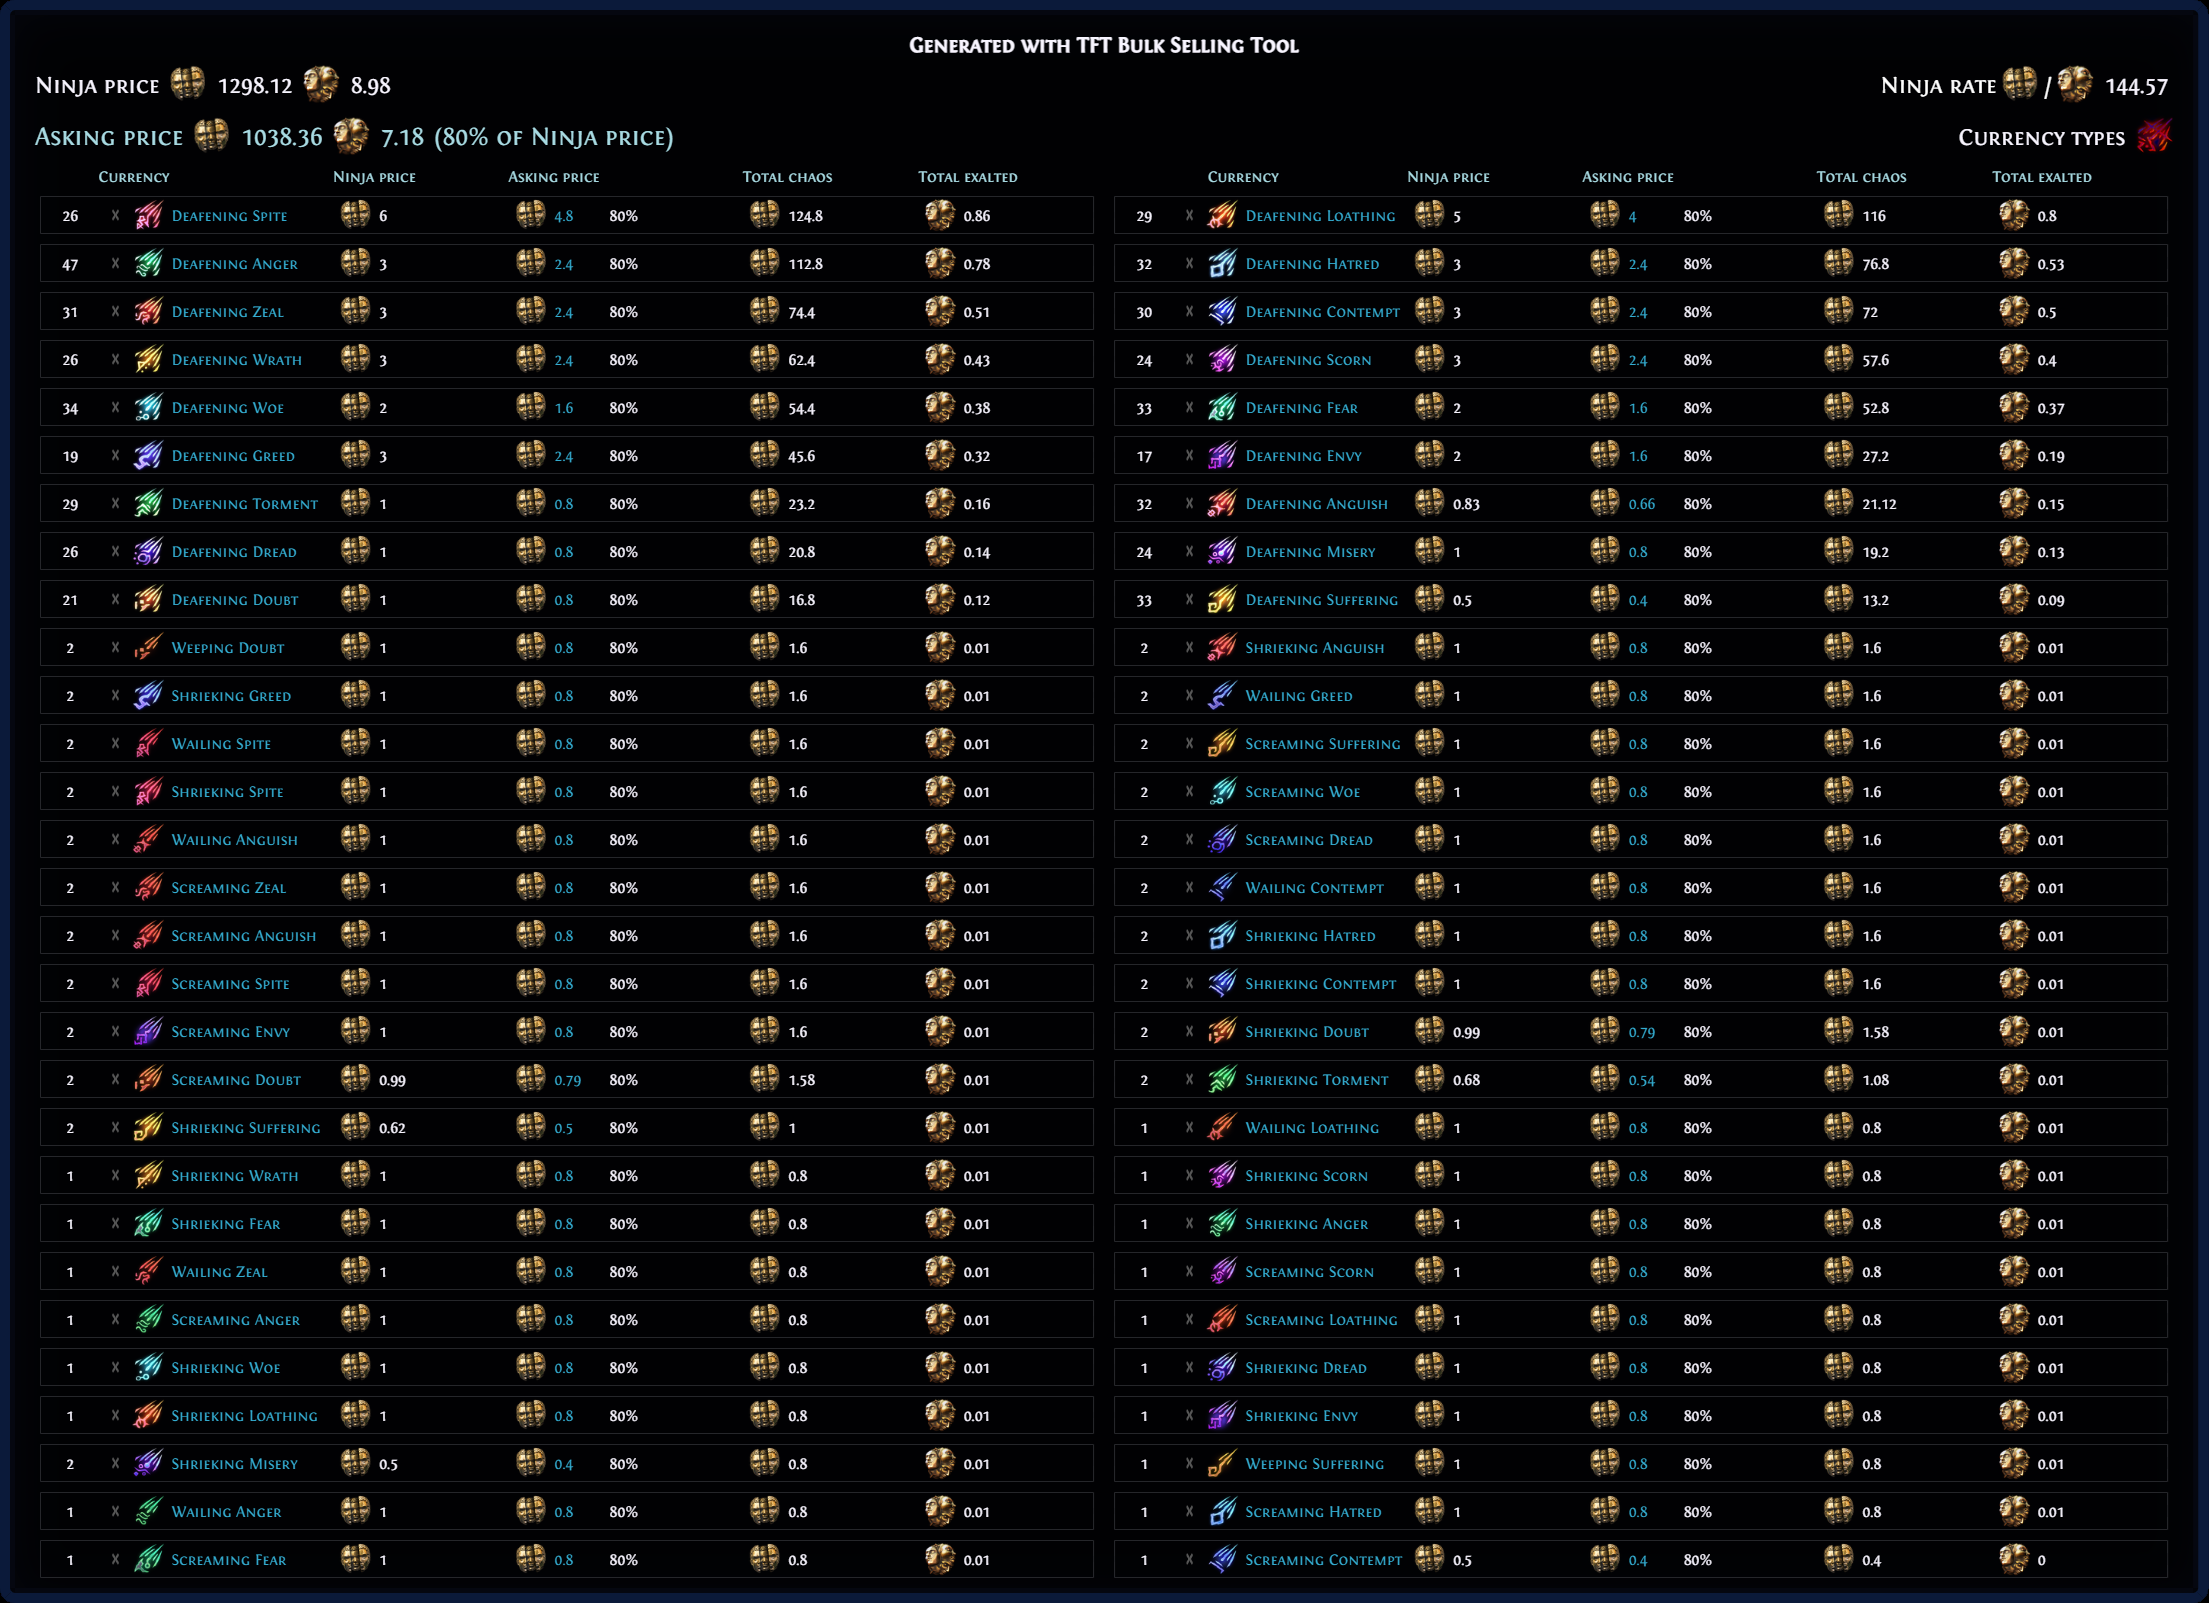 Generated with TFT Bulk Selling Tool
Ninja price 1298.12 8.98
Ninja rate / 144.57
Asking price 1038.36 7.18 (80% of Ninja price)
Currency types
Currency Ninja price Asking price Total chaos Total exalted Currency Ninja price Asking price Total chaos Total exalted
26 x Deafening Spite 6 4.8 80% 124.8 0.86
29 x Deafening Loathing 5 4 80% 116 0.8
47 x Deafening Anger 3 2.4 80% 112.8 0.78
32 x Deafening Hatred 3 2.4 80% 76.8 0.53
31 x Deafening Zeal 3 2.4 80% 74.4 0.51
30 x Deafening Contempt 3 2.4 80% 72 0.5
26 x Deafening Wrath 3 2.4 80% 62.4 0.43
24 x Deafening Scorn 3 2.4 80% 57.6 0.4
34 x Deafening Woe 2 1.6 80% 54.4 0.38
33 x Deafening Fear 2 1.6 80% 52.8 0.37
19 x Deafening Greed 3 2.4 80% 45.6 0.32
17 x Deafening Envy 2 1.6 80% 27.2 0.19
29 x Deafening Torment 1 0.8 80% 23.2 0.16
32 x Deafening Anguish 0.83 0.66 80% 21.12 0.15
26 x Deafening Dread 1 0.8 80% 20.8 0.14
24 x Deafening Misery 1 0.8 80% 19.2 0.13
21 x Deafening Doubt 1 0.8 80% 16.8 0.12
33 x Deafening Suffering 0.5 0.4 80% 13.2 0.09
2 x Weeping Doubt 1 0.8 80% 1.6 0.01
2 x Shrieking Anguish 1 0.8 80% 1.6 0.01
2 x Shrieking Greed 1 0.8 80% 1.6 0.01
2 x Wailing Greed 1 0.8 80% 1.6 0.01
2 x Wailing Spite 1 0.8 80% 1.6 0.01
2 x Screaming Suffering 1 0.8 80% 1.6 0.01
2 x Shrieking Spite 1 0.8 80% 1.6 0.01
2 x Screaming Woe 1 0.8 80% 1.6 0.01
2 x Wailing Anguish 1 0.8 80% 1.6 0.01
2 x Screaming Dread 1 0.8 80% 1.6 0.01
2 x Screaming Zeal 1 0.8 80% 1.6 0.01
2 x Wailing Contempt 1 0.8 80% 1.6 0.01
2 x Screaming Anguish 1 0.8 80% 1.6 0.01
2 x Shrieking Hatred 1 0.8 80% 1.6 0.01
2 x Screaming Spite 1 0.8 80% 1.6 0.01
2 x Shrieking Contempt 1 0.8 80% 1.6 0.01
2 x Screaming Envy 1 0.8 80% 1.6 0.01
2 x Shrieking Doubt 0.99 0.79 80% 1.58 0.01
2 x Screaming Doubt 0.99 0.79 80% 1.58 0.01
2 x Shrieking Torment 0.68 0.54 80% 1.08 0.01
2 x Shrieking Suffering 0.62 0.5 80% 1 0.01
1 x Wailing Loathing 1 0.8 80% 0.8 0.01
1 x Shrieking Wrath 1 0.8 80% 0.8 0.01
1 x Shrieking Scorn 1 0.8 80% 0.8 0.01
1 x Shrieking Fear 1 0.8 80% 0.8 0.01
1 x Shrieking Anger 1 0.8 80% 0.8 0.01
1 x Wailing Zeal 1 0.8 80% 0.8 0.01
1 x Screaming Scorn 1 0.8 80% 0.8 0.01
1 x Screaming Anger 1 0.8 80% 0.8 0.01
1 x Screaming Loathing 1 0.8 80% 0.8 0.01
1 x Shrieking Woe 1 0.8 80% 0.8 0.01
1 x Shrieking Dread 1 0.8 80% 0.8 0.01
1 x Shrieking Loathing 1 0.8 80% 0.8 0.01
1 x Shrieking Envy 1 0.8 80% 0.8 0.01
2 x Shrieking Misery 0.5 0.4 80% 0.8 0.01
1 x Weeping Suffering 1 0.8 80% 0.8 0.01
1 x Wailing Anger 1 0.8 80% 0.8 0.01
1 x Screaming Hatred 1 0.8 80% 0.8 0.01
1 x Screaming Fear 1 0.8 80% 0.8 0.01
1 x Screaming Contempt 0.5 0.4 80% 0.4 0